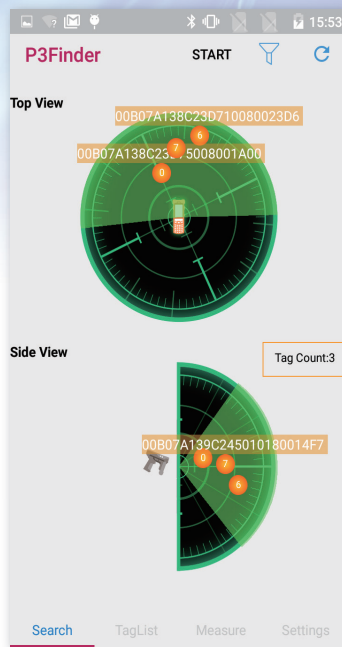 15:53
P3Finder START
Top View
00B07A138C23D710080023D6
6
7
0
Side View
Tag Count:3
00B07A139C245010180014F7
0
7
6
Search TagList Measure Settings